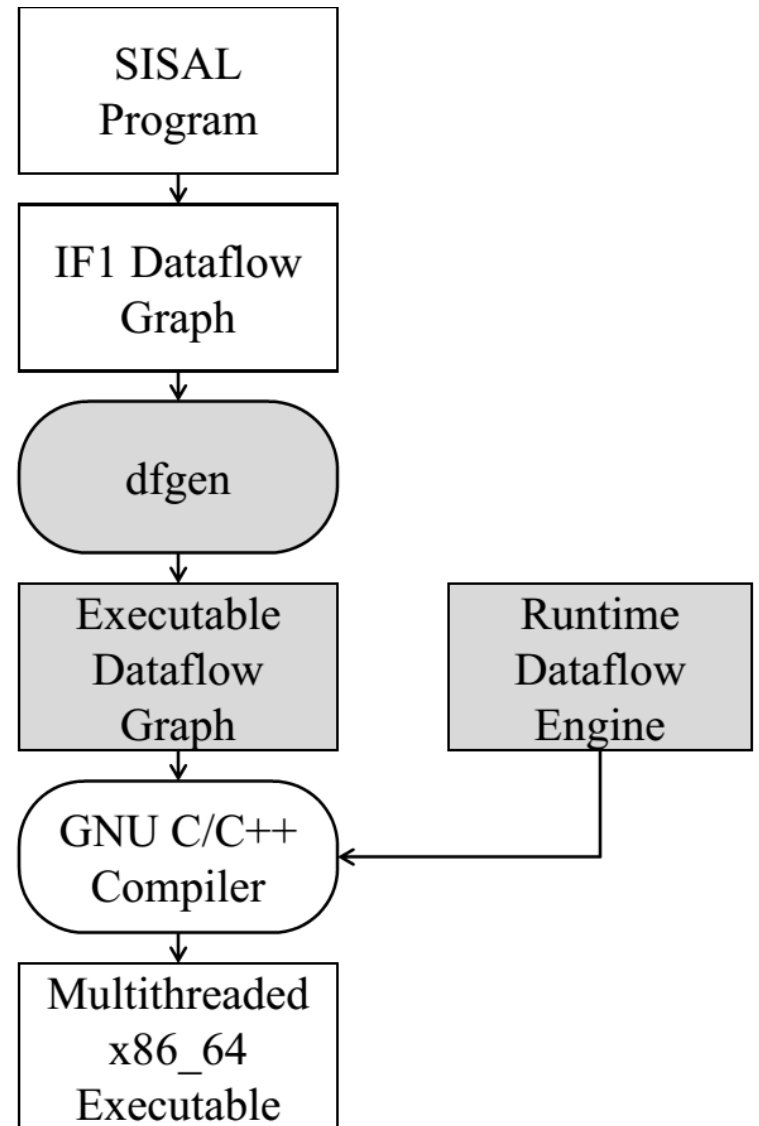 SISAL
Program
IF1 Dataflow
Graph
dfgen
Executable
Dataflow
Graph
Runtime
Dataflow
Engine
GNU C/C++
Compiler
Multithreaded
x86_64
Executable